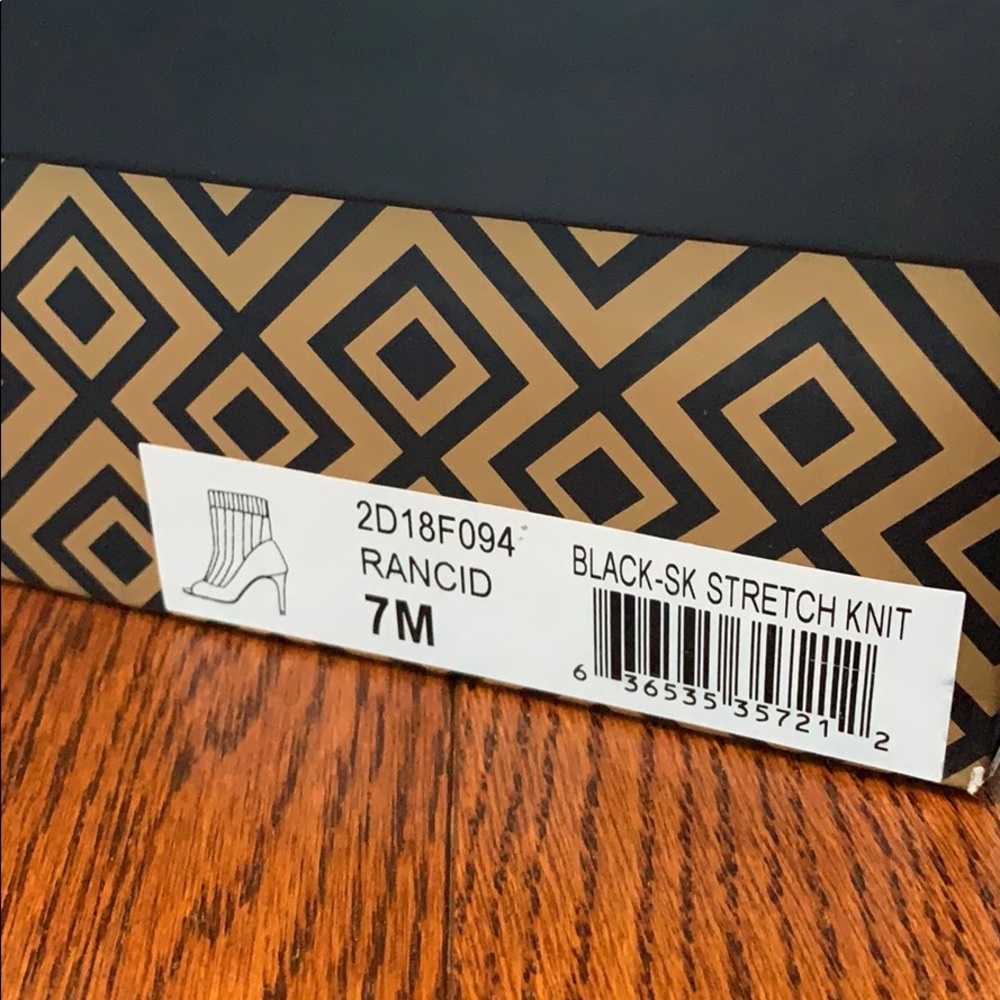 2D18F094
RANCID
7M
BLACK-SK STRETCH KNIT
6 36535 35721 2